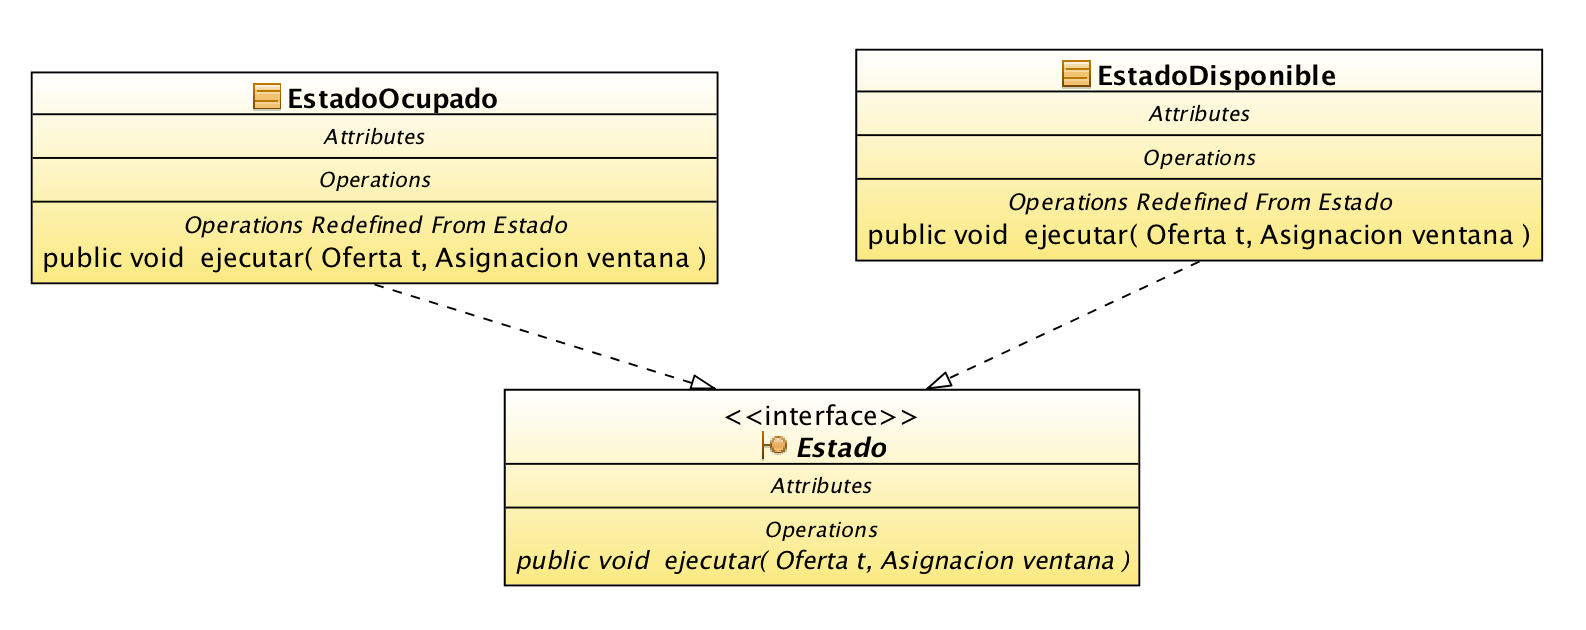 EstadoOcupado
Attributes
Operations
Operations Redefined From Estado
public void ejecutar( Oferta t, Asignacion ventana )
EstadoDisponible
Attributes
Operations
Operations Redefined From Estado
public void ejecutar( Oferta t, Asignacion ventana )
<<interface>>
Estado
Attributes
Operations
public void ejecutar( Oferta t, Asignacion ventana )